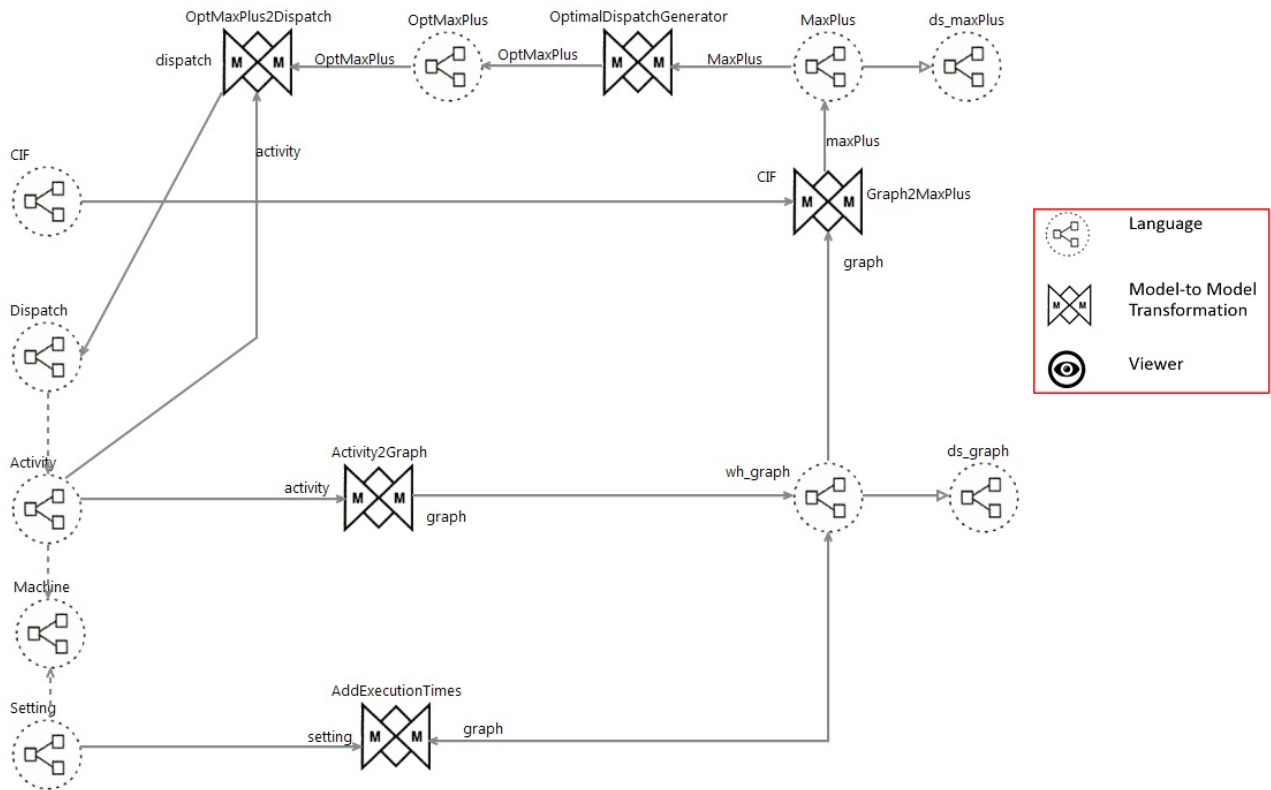 OptMaxPlus2Dispatch
OptMaxPlus
OptimalDispatchGenerator
MaxPlus
ds_maxPlus
dispatch
M M
OptMaxPlus
OptMaxPlus
M M
MaxPlus
activity
maxPlus
CIF
CIF
M M
Graph2MaxPlus
graph
Language
Model-to Model
Transformation
M M
Viewer
Dispatch
Activity
Activity2Graph
activity
M M
graph
wh_graph
ds_graph
Machine
Setting
AddExecutionTimes
setting
M M
graph